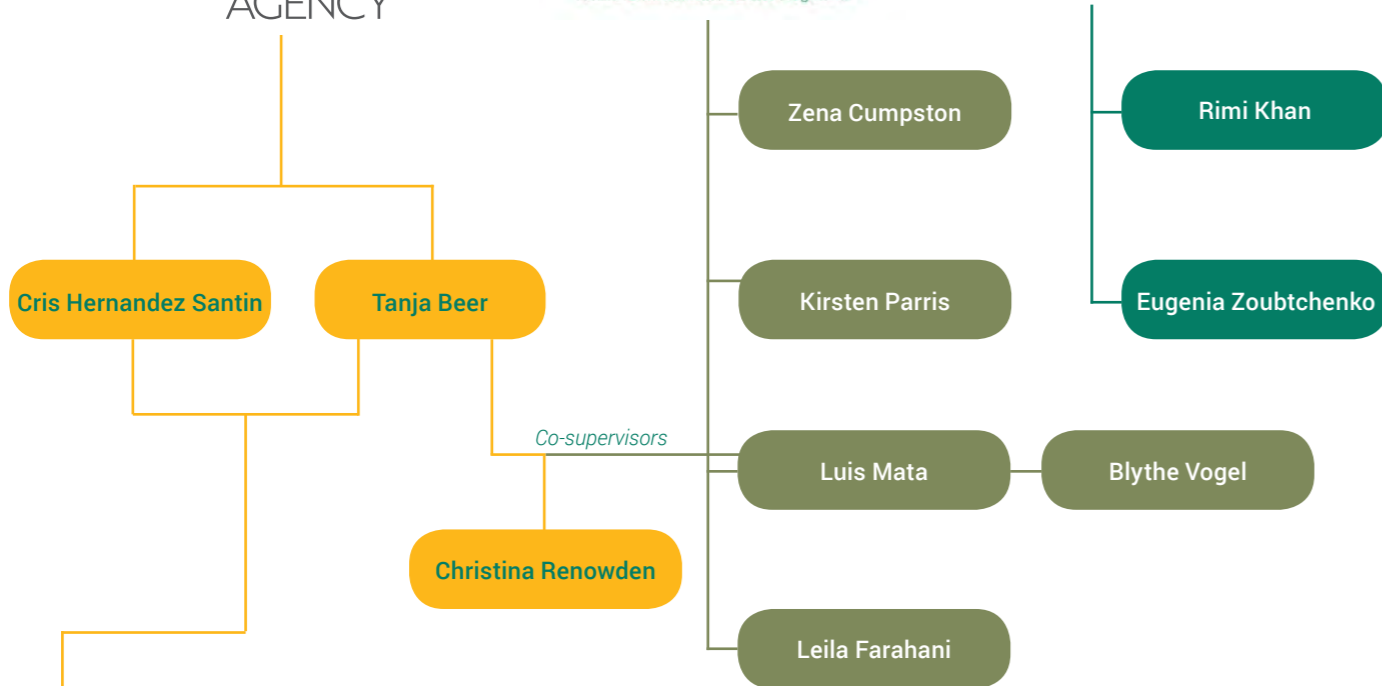 AGENCY
Zena Cumpston
Rimi Khan
Cris Hernandez Santin
Tanja Beer
Kirsten Parris
Eugenia Zoubtchenko
Co-supervisors
Luis Mata
Blythe Vogel
Christina Renowden
Leila Farahani